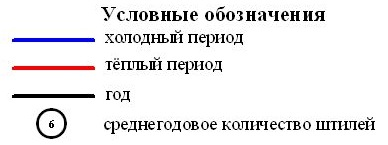 Условные обозначения
холодный период
тёплый период
год
6 среднегодовое количество штилей